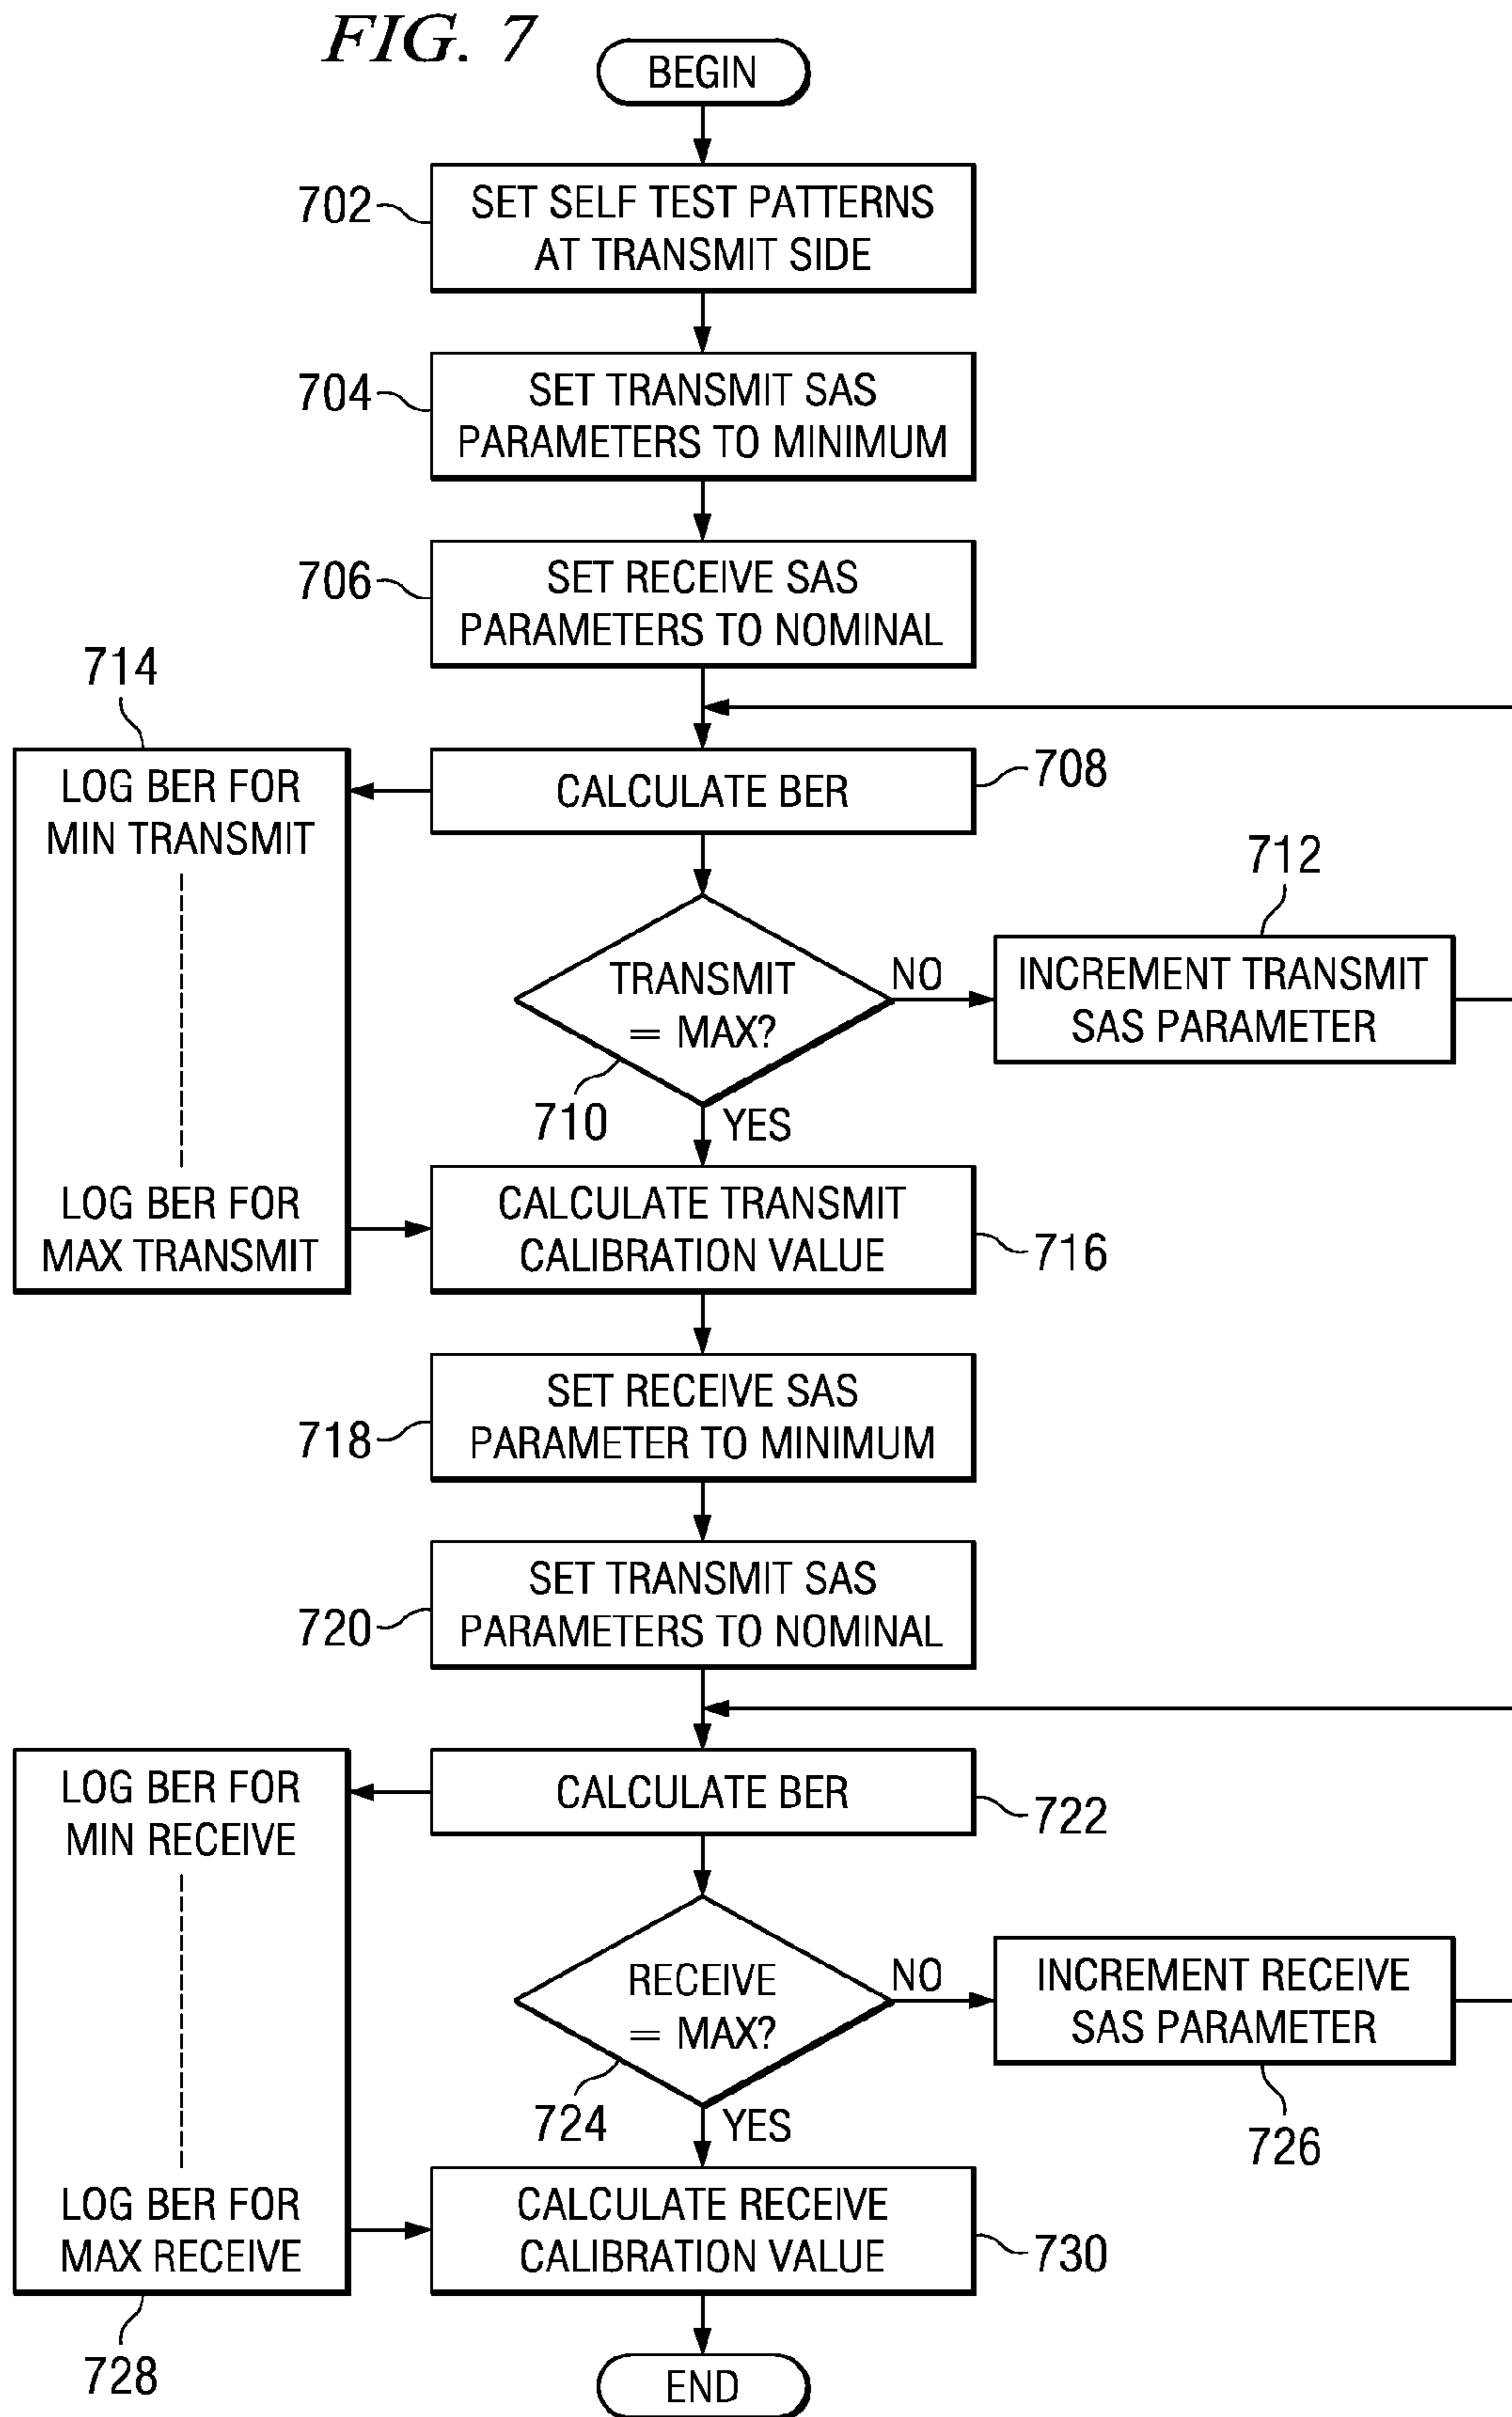 FIG. 7
BEGIN
702
SET SELF TEST PATTERNS
AT TRANSMIT SIDE
704
SET TRANSMIT SAS
PARAMETERS TO MINIMUM
706
SET RECEIVE SAS
PARAMETERS TO NOMINAL
714
LOG BER FOR
MIN TRANSMIT
LOG BER FOR
MAX TRANSMIT
CALCULATE BER
708
TRANSMIT
= MAX?
710
NO
YES
712
INCREMENT TRANSMIT
SAS PARAMETER
CALCULATE TRANSMIT
CALIBRATION VALUE
716
718
SET RECEIVE SAS
PARAMETER TO MINIMUM
720
SET TRANSMIT SAS
PARAMETERS TO NOMINAL
LOG BER FOR
MIN RECEIVE
LOG BER FOR
MAX RECEIVE
728
CALCULATE BER
722
RECEIVE
= MAX?
724
NO
YES
INCREMENT RECEIVE
SAS PARAMETER
726
CALCULATE RECEIVE
CALIBRATION VALUE
730
END